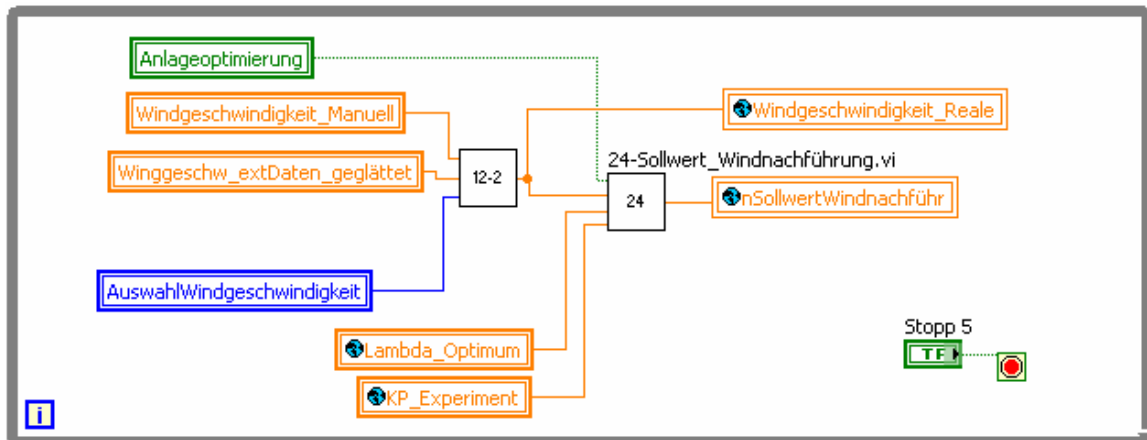 Anlageoptimierung
Windgeschwindigkeit_Manuell
Windgeschwindigkeit_Reale
Winggeschw_extDaten_geglättet
12-2
24-Sollwert_Windnachführung.vi
24
nSollwertWindnachführ
AuswahlWindgeschwindigkeit
Lambda_Optimum
Stopp 5
TF
KP_Experiment
i